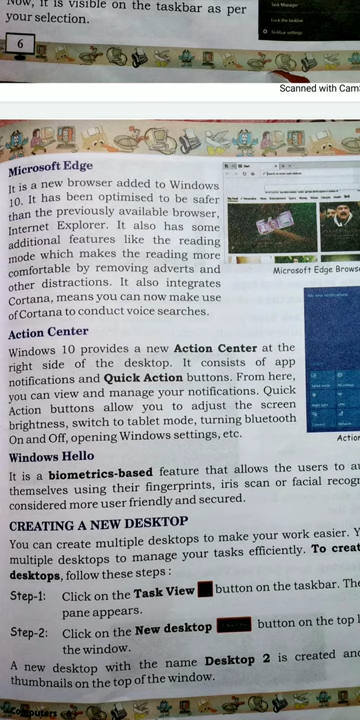 Now, it is visible on the taskbar as per
your selection.
Task Manager
Lock the taskbar
Taskbar settings
6
Scanned with Cam
Microsoft Edge
It is a new browser added to Windows
10. It has been optimised to be safer
than the previously available browser,
Internet Explorer. It also has some
additional features like the reading
mode which makes the reading more
comfortable by removing adverts and
other distractions. It also integrates
Cortana, means you can now make use
of Cortana to conduct voice searches.
Microsoft Edge Brows
Action Center
Windows 10 provides a new Action Center at the
right side of the desktop. It consists of app
notifications and Quick Action buttons. From here,
you can view and manage your notifications. Quick
Action buttons allow you to adjust the screen
brightness, switch to tablet mode, turning bluetooth
On and Off, opening Windows settings, etc.
Action
Windows Hello
It is a biometrics-based feature that allows the users to au
themselves using their fingerprints, iris scan or facial recogn
considered more user friendly and secured.
CREATING A NEW DESKTOP
You can create multiple desktops to make your work easier. Y
multiple desktops to manage your tasks efficiently. To creat
desktops, follow these steps :
Step-1: Click on the Task View button on the taskbar. The
pane appears.
Step-2: Click on the New desktop button on the top l
the window.
A new desktop with the name Desktop 2 is created and
thumbnails on the top of the window.
Computers